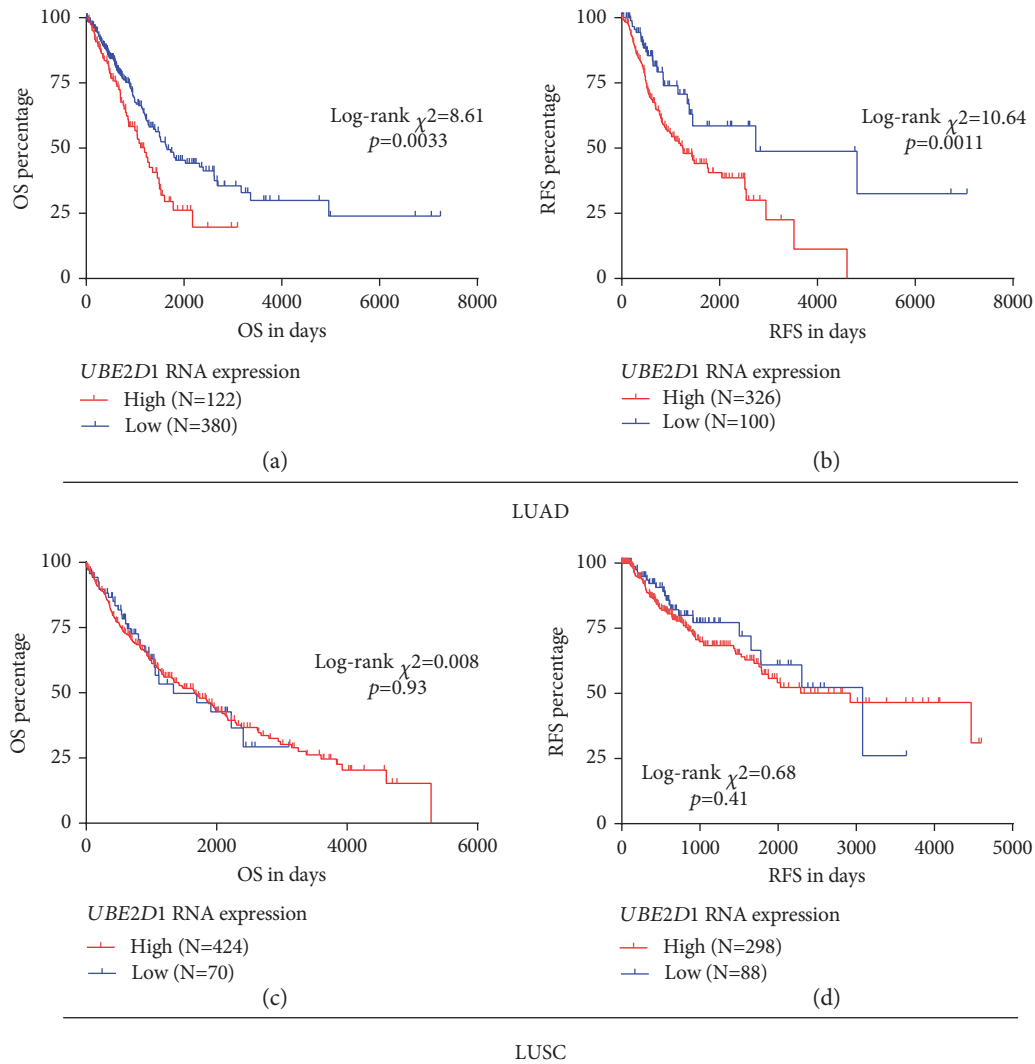 100
75
50
25
0
OS percentage
Log-rank χ2=8.61
p=0.0033
0 2000 4000 6000 8000
OS in days
UBE2D1 RNA expression
High (N=122)
Low (N=380)
(a)
100
75
50
25
0
RFS percentage
Log-rank χ2=10.64
p=0.0011
0 2000 4000 6000 8000
RFS in days
UBE2D1 RNA expression
High (N=326)
Low (N=100)
(b)
LUAD
100
75
50
25
0
OS percentage
Log-rank χ2=0.008
p=0.93
0 2000 4000 6000
OS in days
UBE2D1 RNA expression
High (N=424)
Low (N=70)
(c)
100
75
50
25
0
RFS percentage
Log-rank χ2=0.68
p=0.41
0 1000 2000 3000 4000 5000
RFS in days
UBE2D1 RNA expression
High (N=298)
Low (N=88)
(d)
LUSC